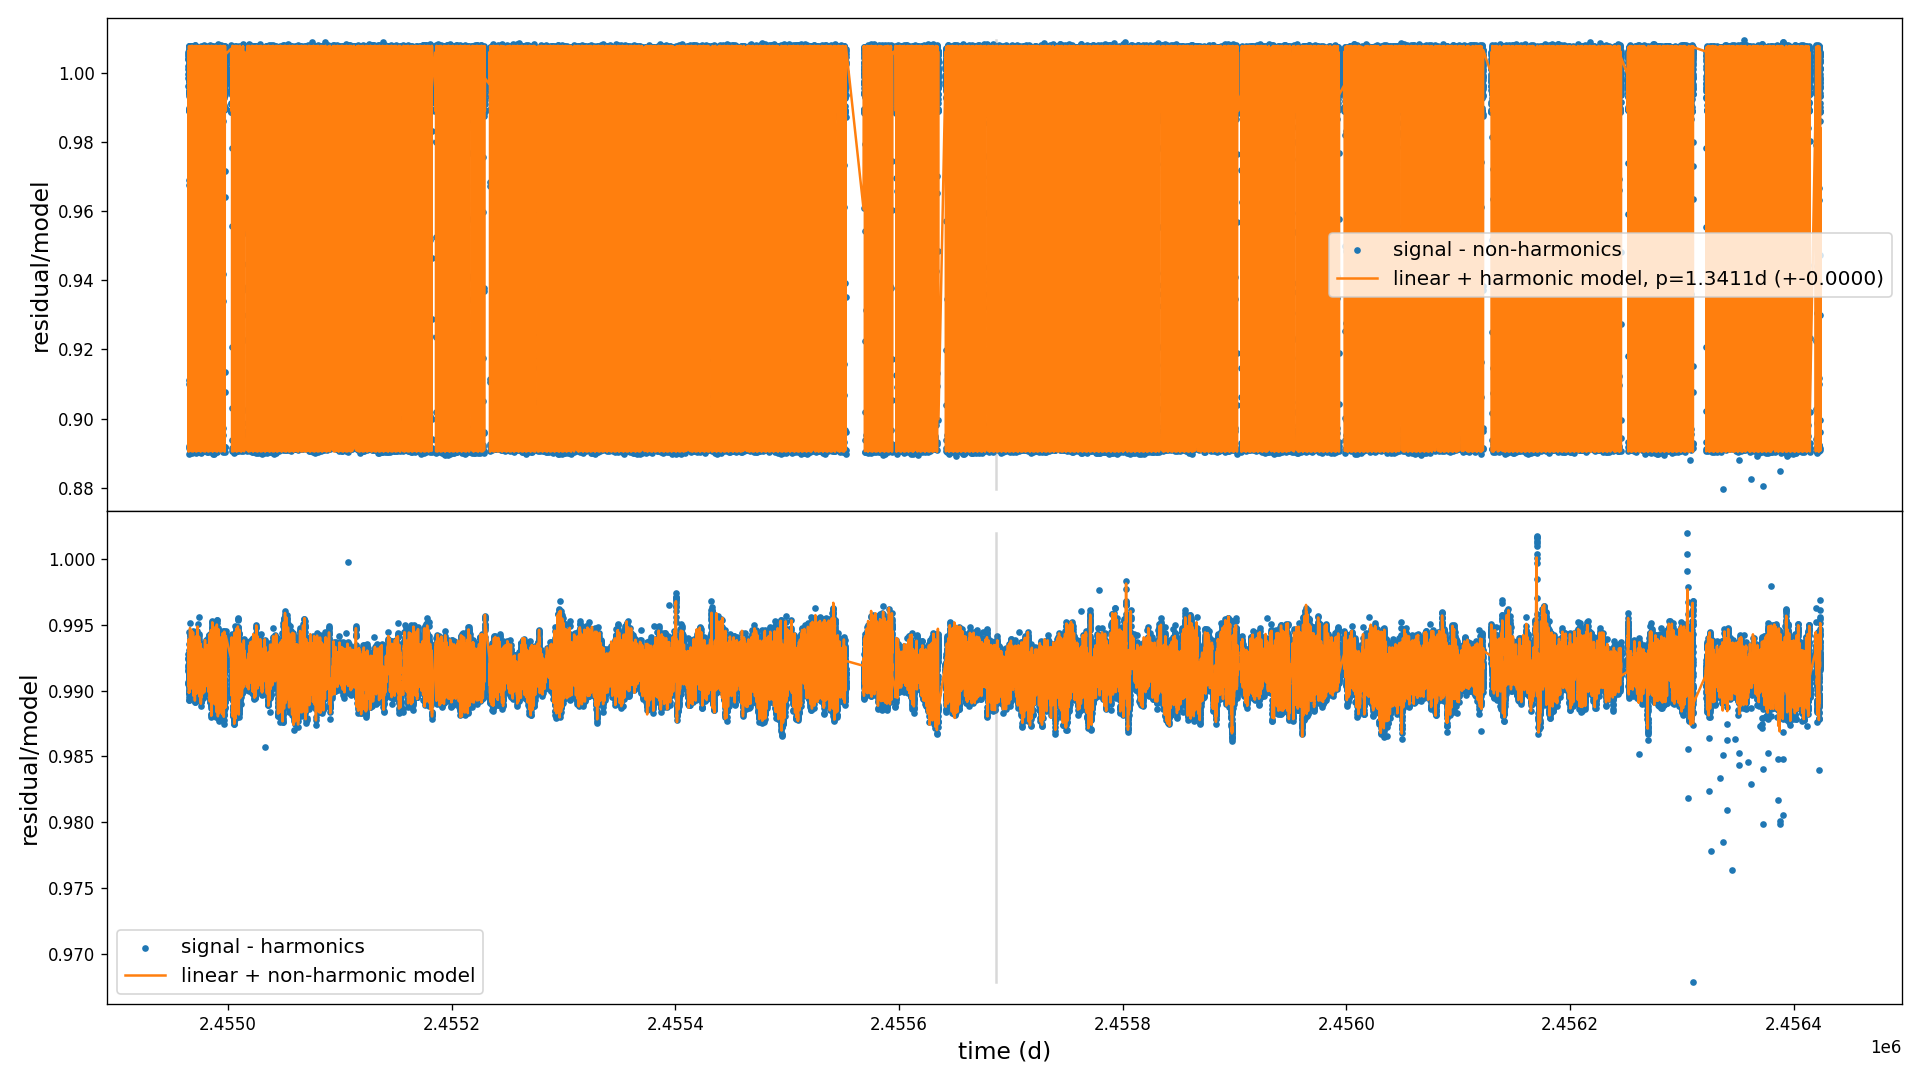 1.00
0.98
0.96
0.94
0.92
0.90
0.88
residual/model
signal - non-harmonics
linear + harmonic model, p=1.3411d (+-0.0000)
1.000
0.995
0.990
0.985
0.980
0.975
0.970
residual/model
signal - harmonics
linear + non-harmonic model
2.4550 2.4552 2.4554 2.4556 2.4558 2.4560 2.4562 2.4564
time (d)
1e6